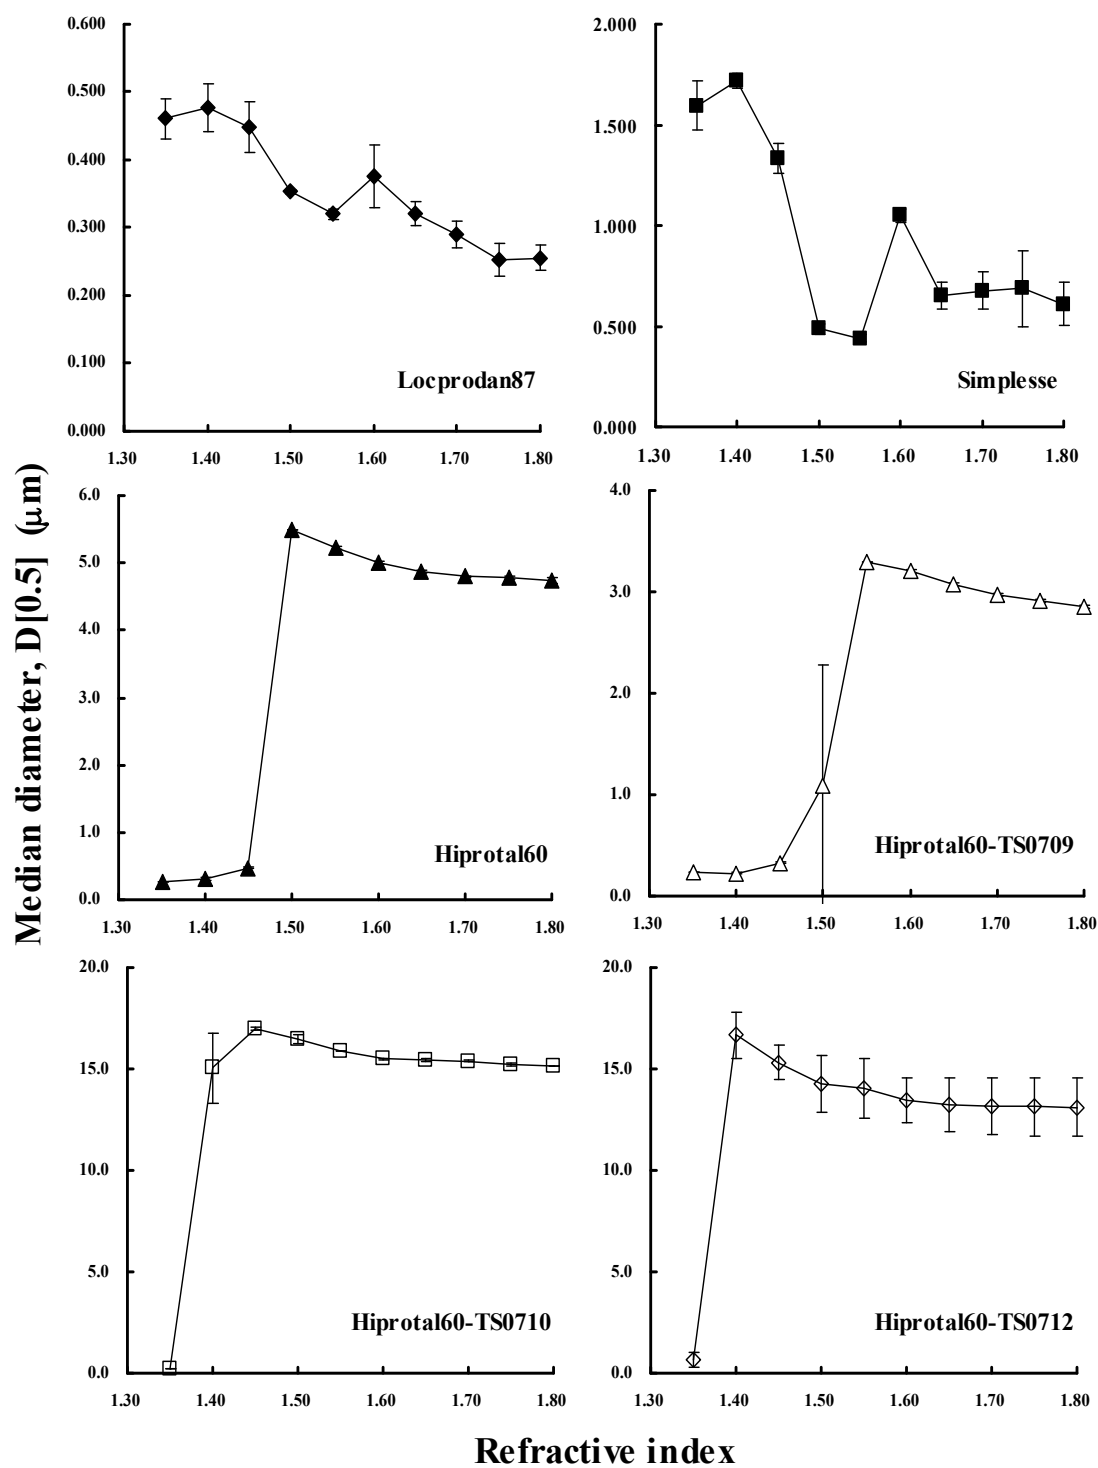 0.600
0.500
0.400
0.300
0.200
0.100
0.000
1.30 1.40 1.50 1.60 1.70 1.80
Locprodan87
2.000
1.500
1.000
0.500
0.000
1.30 1.40 1.50 1.60 1.70 1.80
Simplesse
Median diameter, D[0.5] (μm)
6.0
5.0
4.0
3.0
2.0
1.0
0.0
1.30 1.40 1.50 1.60 1.70 1.80
Hiprotal60
4.0
3.0
2.0
1.0
0.0
1.30 1.40 1.50 1.60 1.70 1.80
Hiprotal60-TS0709
20.0
15.0
10.0
5.0
0.0
1.30 1.40 1.50 1.60 1.70 1.80
Hiprotal60-TS0710
20.0
15.0
10.0
5.0
0.0
1.30 1.40 1.50 1.60 1.70 1.80
Hiprotal60-TS0712
Refractive index